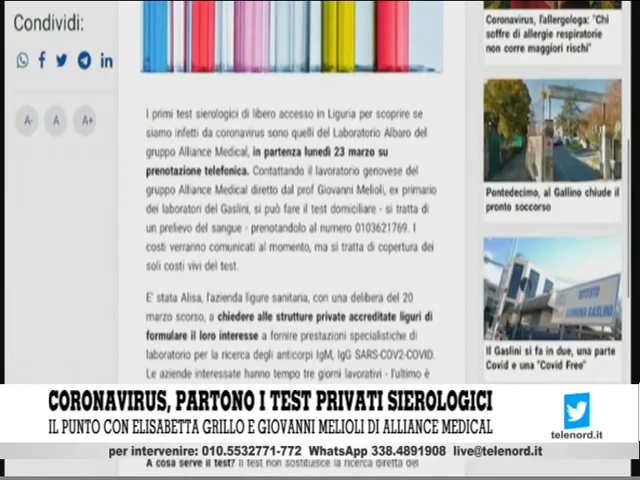 Condividi:
A-
A
A+
I primi test sierologici di libero accesso in Liguria per scoprire se
siamo infetti da coronavirus sono quelli del Laboratorio Albaro del
gruppo Alliance Medical, in partenza lunedì 23 marzo su
prenotazione telefonica. Contattando il lavoratorio genovese del
gruppo Alliance Medical diretto dal prof Giovanni Melioli, ex primario
dei laboratori del Gaslini, si può fare il test domiciliare - si tratta di
un prelievo del sangue - prenotandolo al numero 0103621769. I
costi verranno comunicati al momento, ma si tratta di copertura dei
soli costi vivi del test.
E' stata Alisa, l'azienda ligure sanitaria, con una delibera del 20
marzo scorso, a chiedere alle strutture private accreditate liguri di
formulare il loro interesse a fornire prestazioni specialistiche di
laboratorio per la ricerca degli anticorpi IgM, IgG SARS-COV2-COVID.
Le aziende interessate hanno tempo tre giorni lavorativi - l'ultimo è
A cosa serve il test? Il test non sostituisce la ricerca diretta del
Coronavirus, l'allergologa: "Chi
soffre di allergie respiratorie
non corre maggiori rischi"
Pontedecimo, al Gallino chiude il
pronto soccorso
ISTITUTO
GIANNINA GASLINI
Il Gaslini si fa in due, una parte
Covid e una "Covid Free"
CORONAVIRUS, PARTONO I TEST PRIVATI SIEROLOGICI
IL PUNTO CON ELISABETTA GRILLO E GIOVANNI MELIOLI DI ALLIANCE MEDICAL
telenord.it
per intervenire: 010.5532771-772 WhatsApp 338.4891908 live@telenord.it